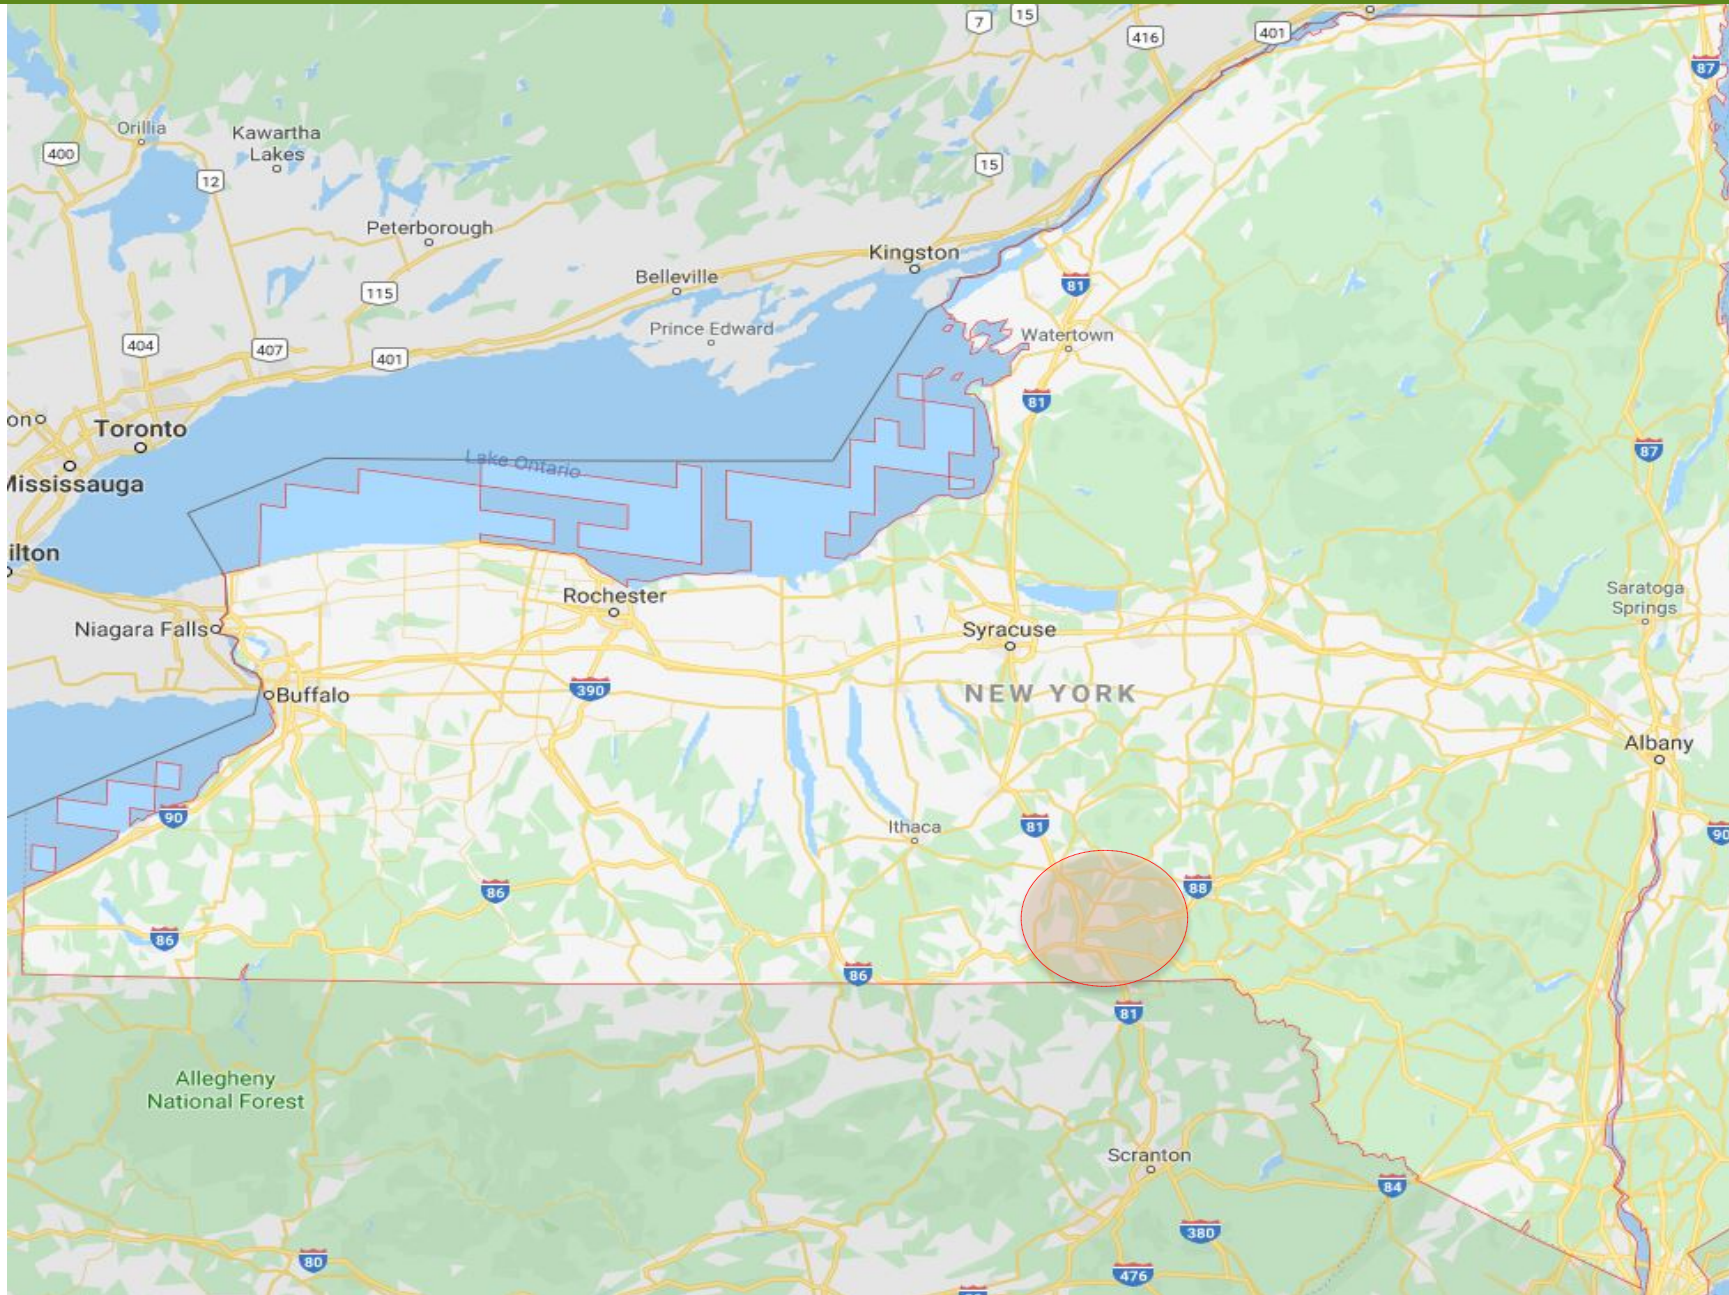 7
15
416
401
87
Orillia
Kawartha
Lakes
400
12
15
Peterborough
Kingston
Belleville
115
81
Prince Edward
Watertown
404
407
401
81
on
Toronto
Lake Ontario
87
Mississauga
ilton
Rochester
Saratoga
Springs
Niagara Falls
Syracuse
390
Buffalo
NEW YORK
Albany
90
Ithaca
81
90
86
88
86
86
81
Allegheny
National Forest
Scranton
84
380
80
476